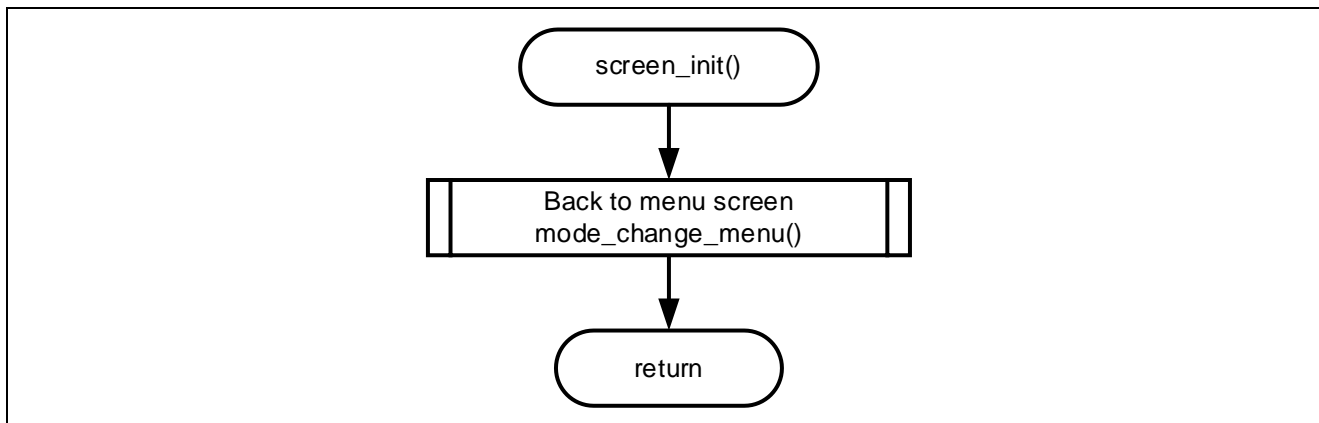 screen_init()
Back to menu screen
mode_change_menu()
return